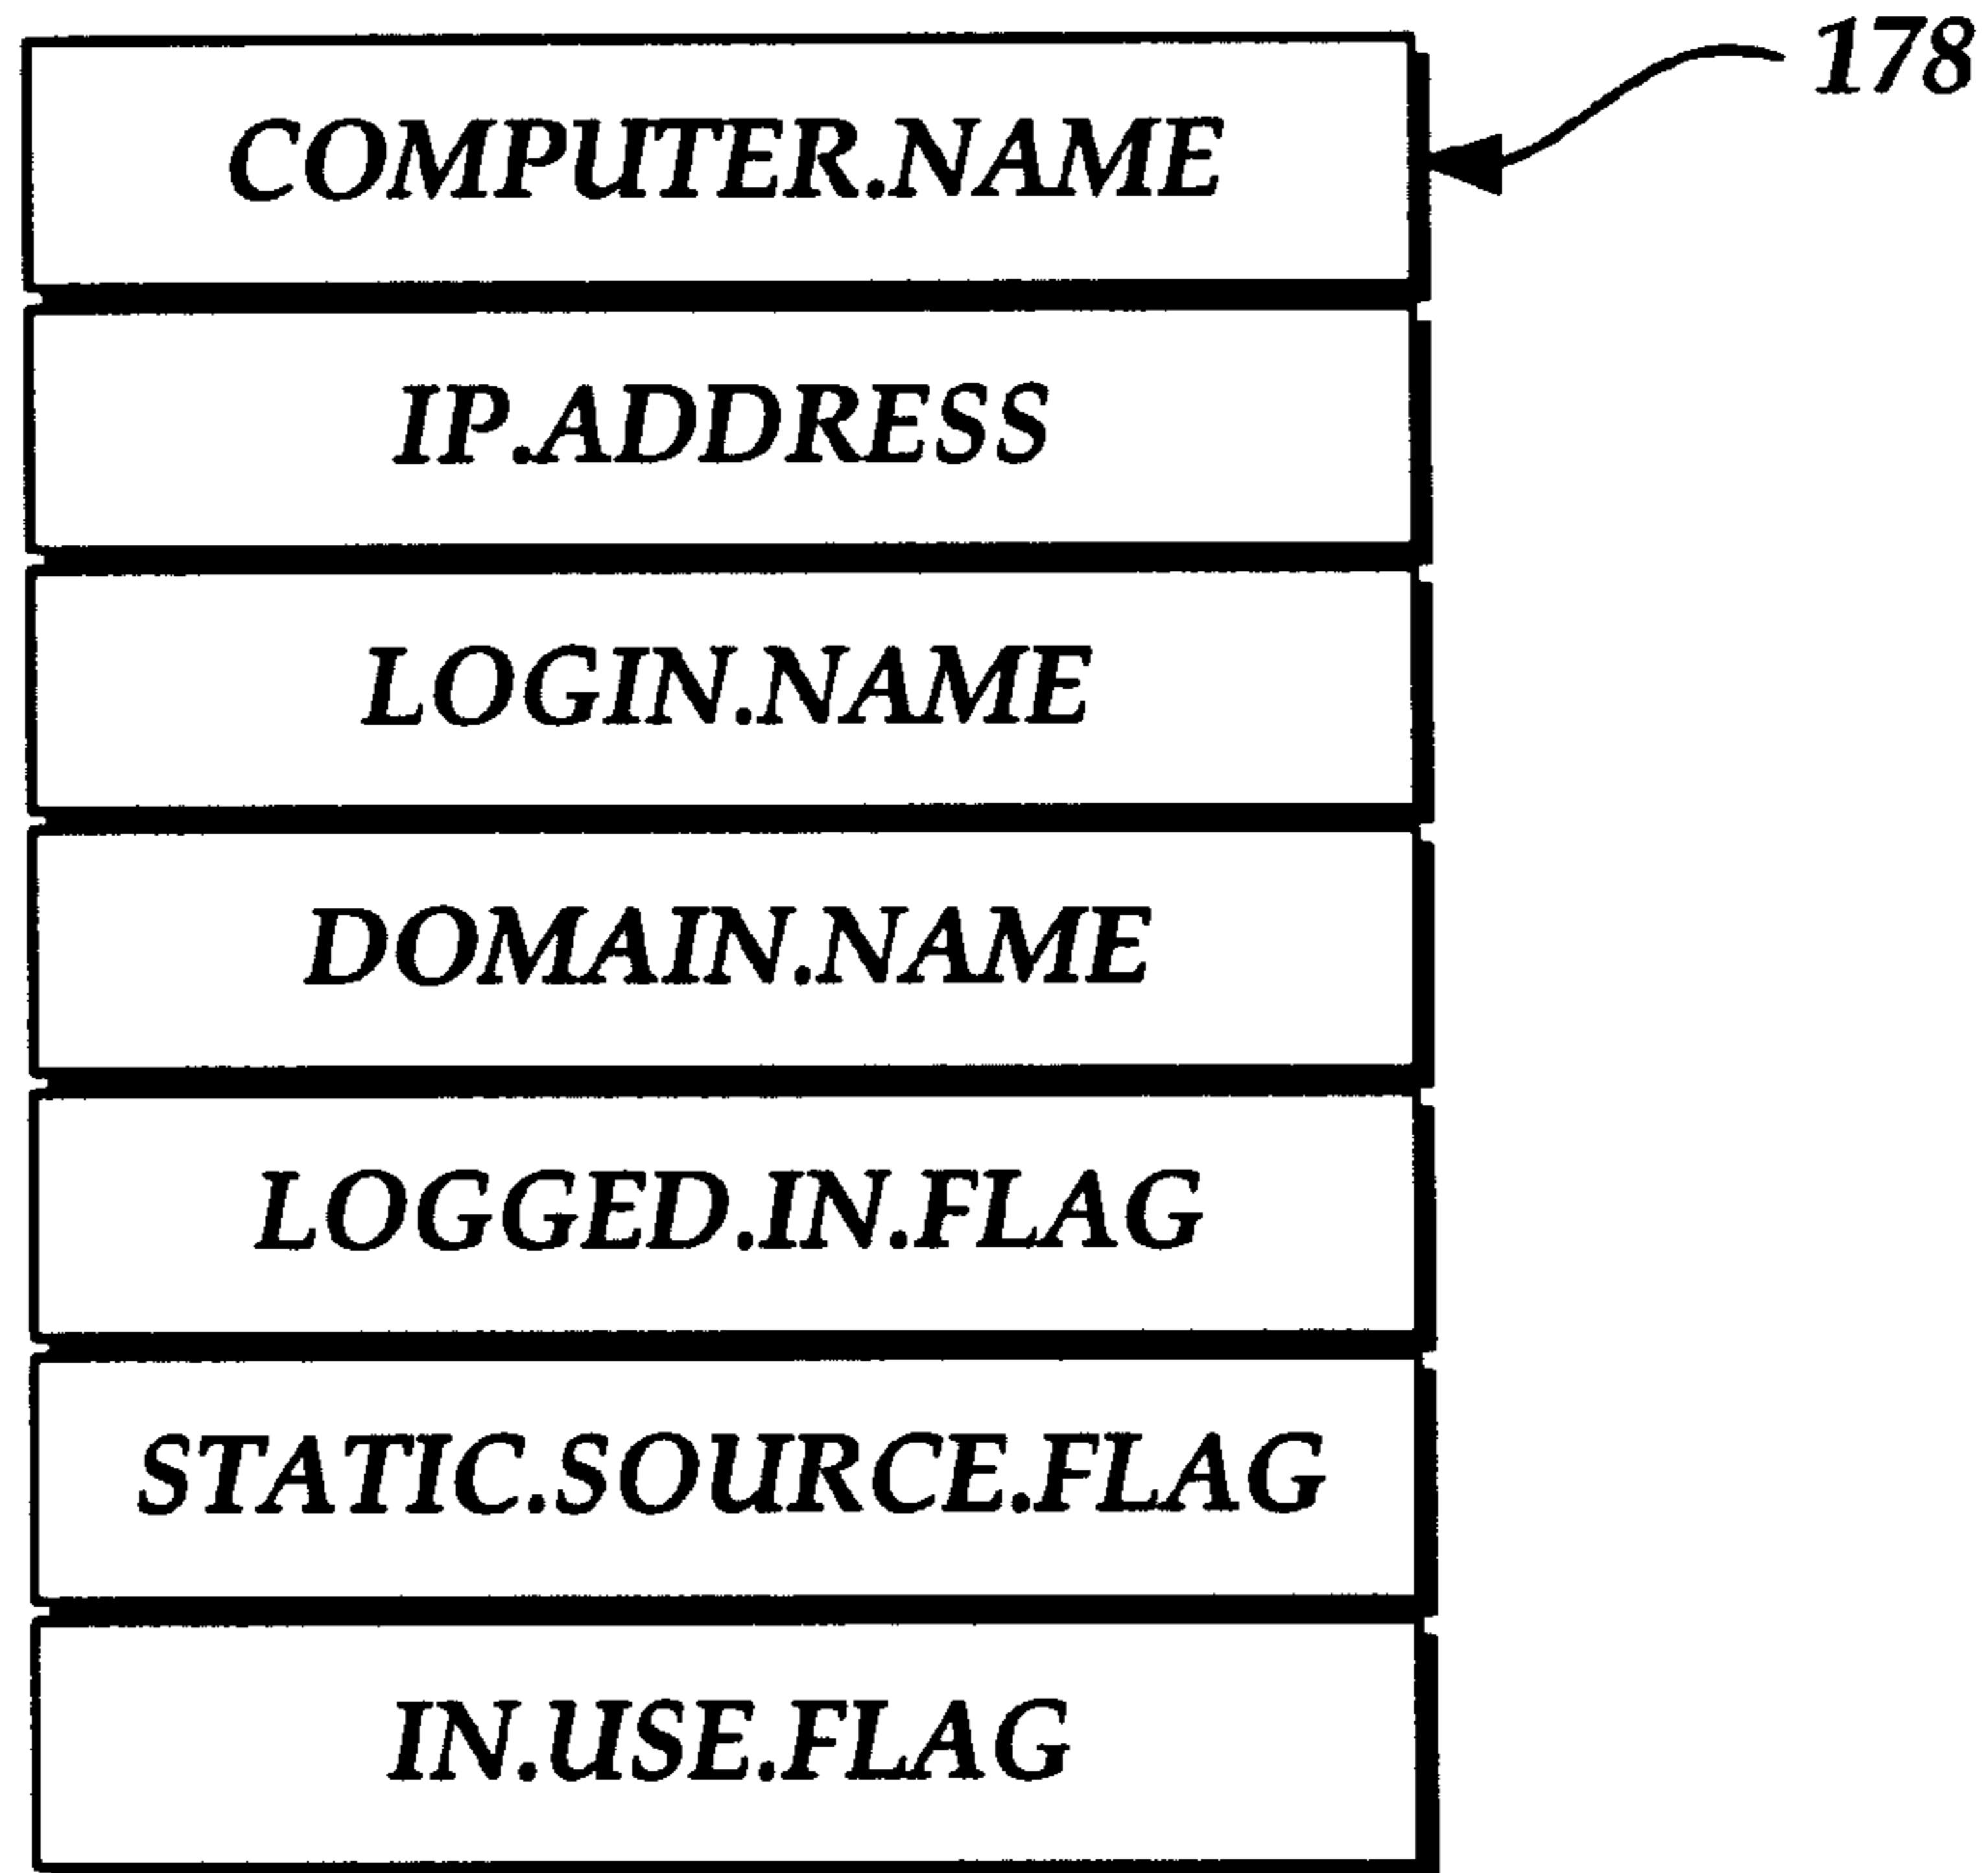 178
COMPUTER.NAME
IP.ADDRESS
LOGIN.NAME
DOMAIN.NAME
LOGGED.IN.FLAG
STATIC.SOURCE.FLAG
IN.USE.FLAG